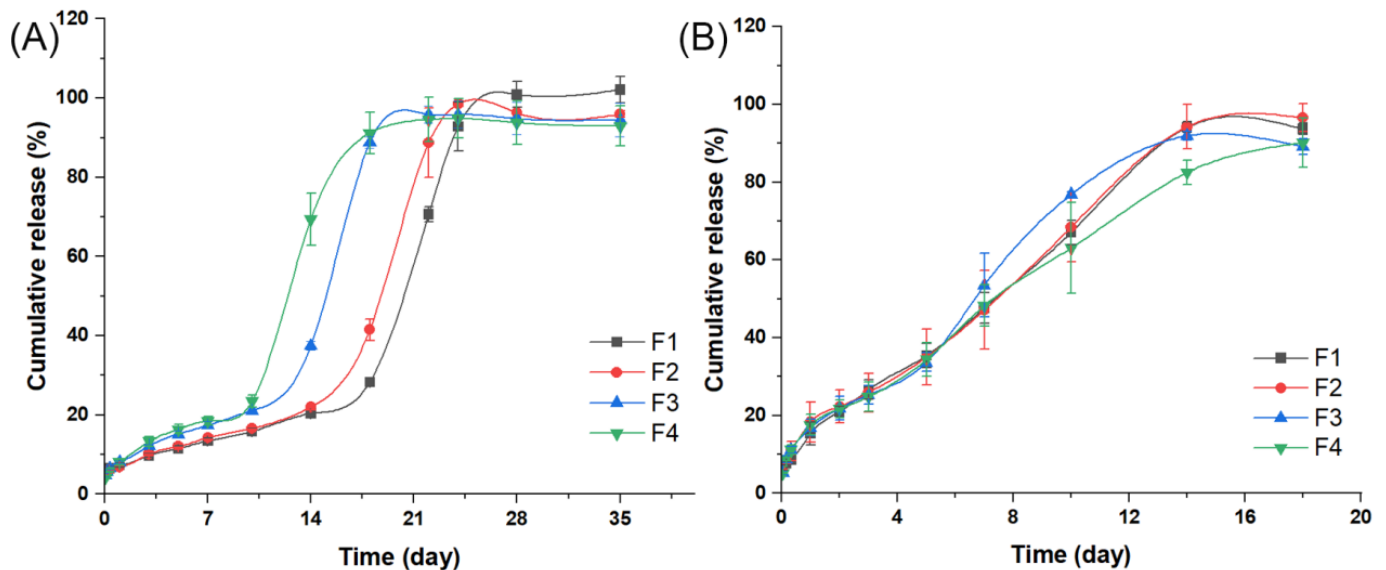 (A)
Cumulative release (%)
120
100
80
60
40
20
0
0 7 14 21 28 35
Time (day)
F1
F2
F3
F4
(B)
Cumulative release (%)
120
100
80
60
40
20
0
0 4 8 12 16 20
Time (day)
F1
F2
F3
F4